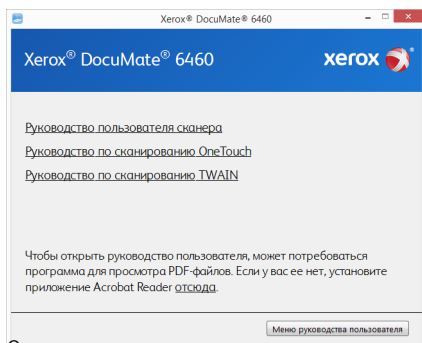 Xerox® DocuMate® 6460
Xerox® DocuMate® 6460
xerox
Руководство пользователя сканера
Руководство по сканированию OneTouch
Руководство по сканированию TWAIN
Чтобы открыть руководство пользователя, может потребоваться
программа для просмотра PDF-файлов. Если у вас ее нет, установите
приложение Acrobat Reader отсюда.
Меню руководства пользователя